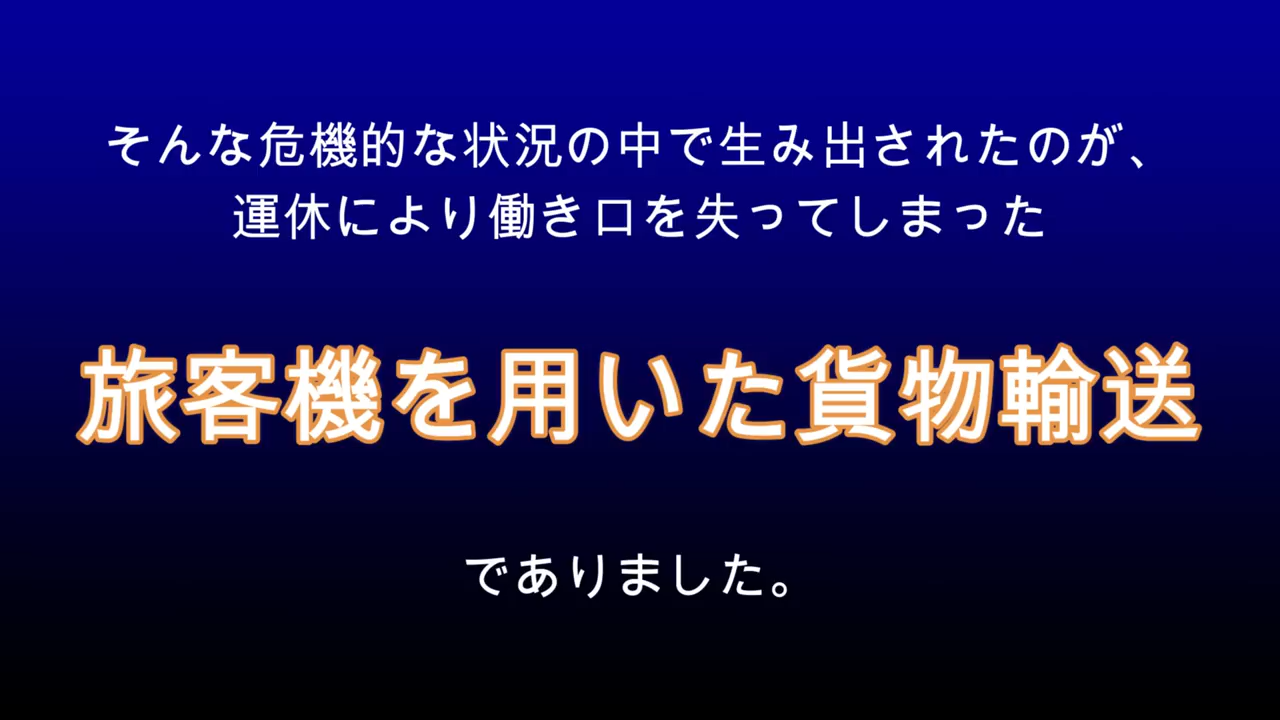 そんな危機的な状況の中で生み出されたのが、
運休により働き口を失ってしまった
旅客機を用いた貨物輸送
でありました。